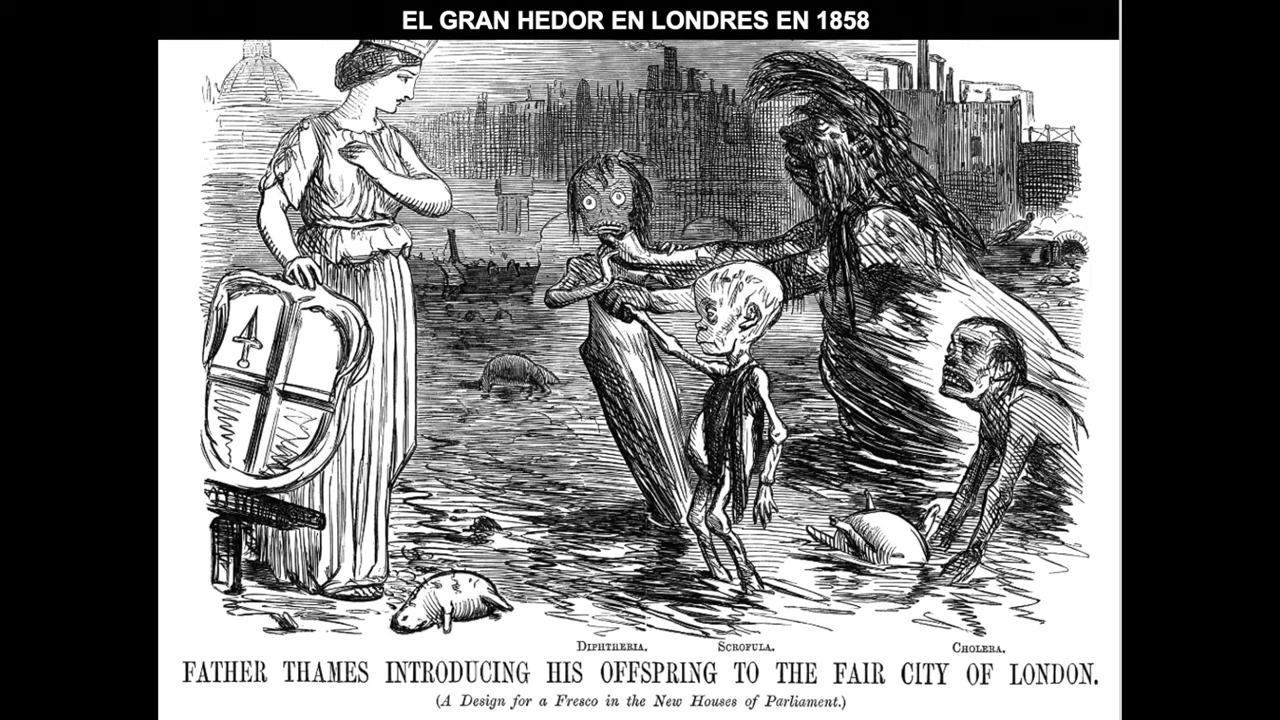 EL GRAN HEDOR EN LONDRES EN 1858
DIPHTHERIA. SCROFULA. CHOLERA.
FATHER THAMES INTRODUCING HIS OFFSPRING TO THE FAIR CITY OF LONDON.
(A Design for a Fresco in the New Houses of Parliament.)